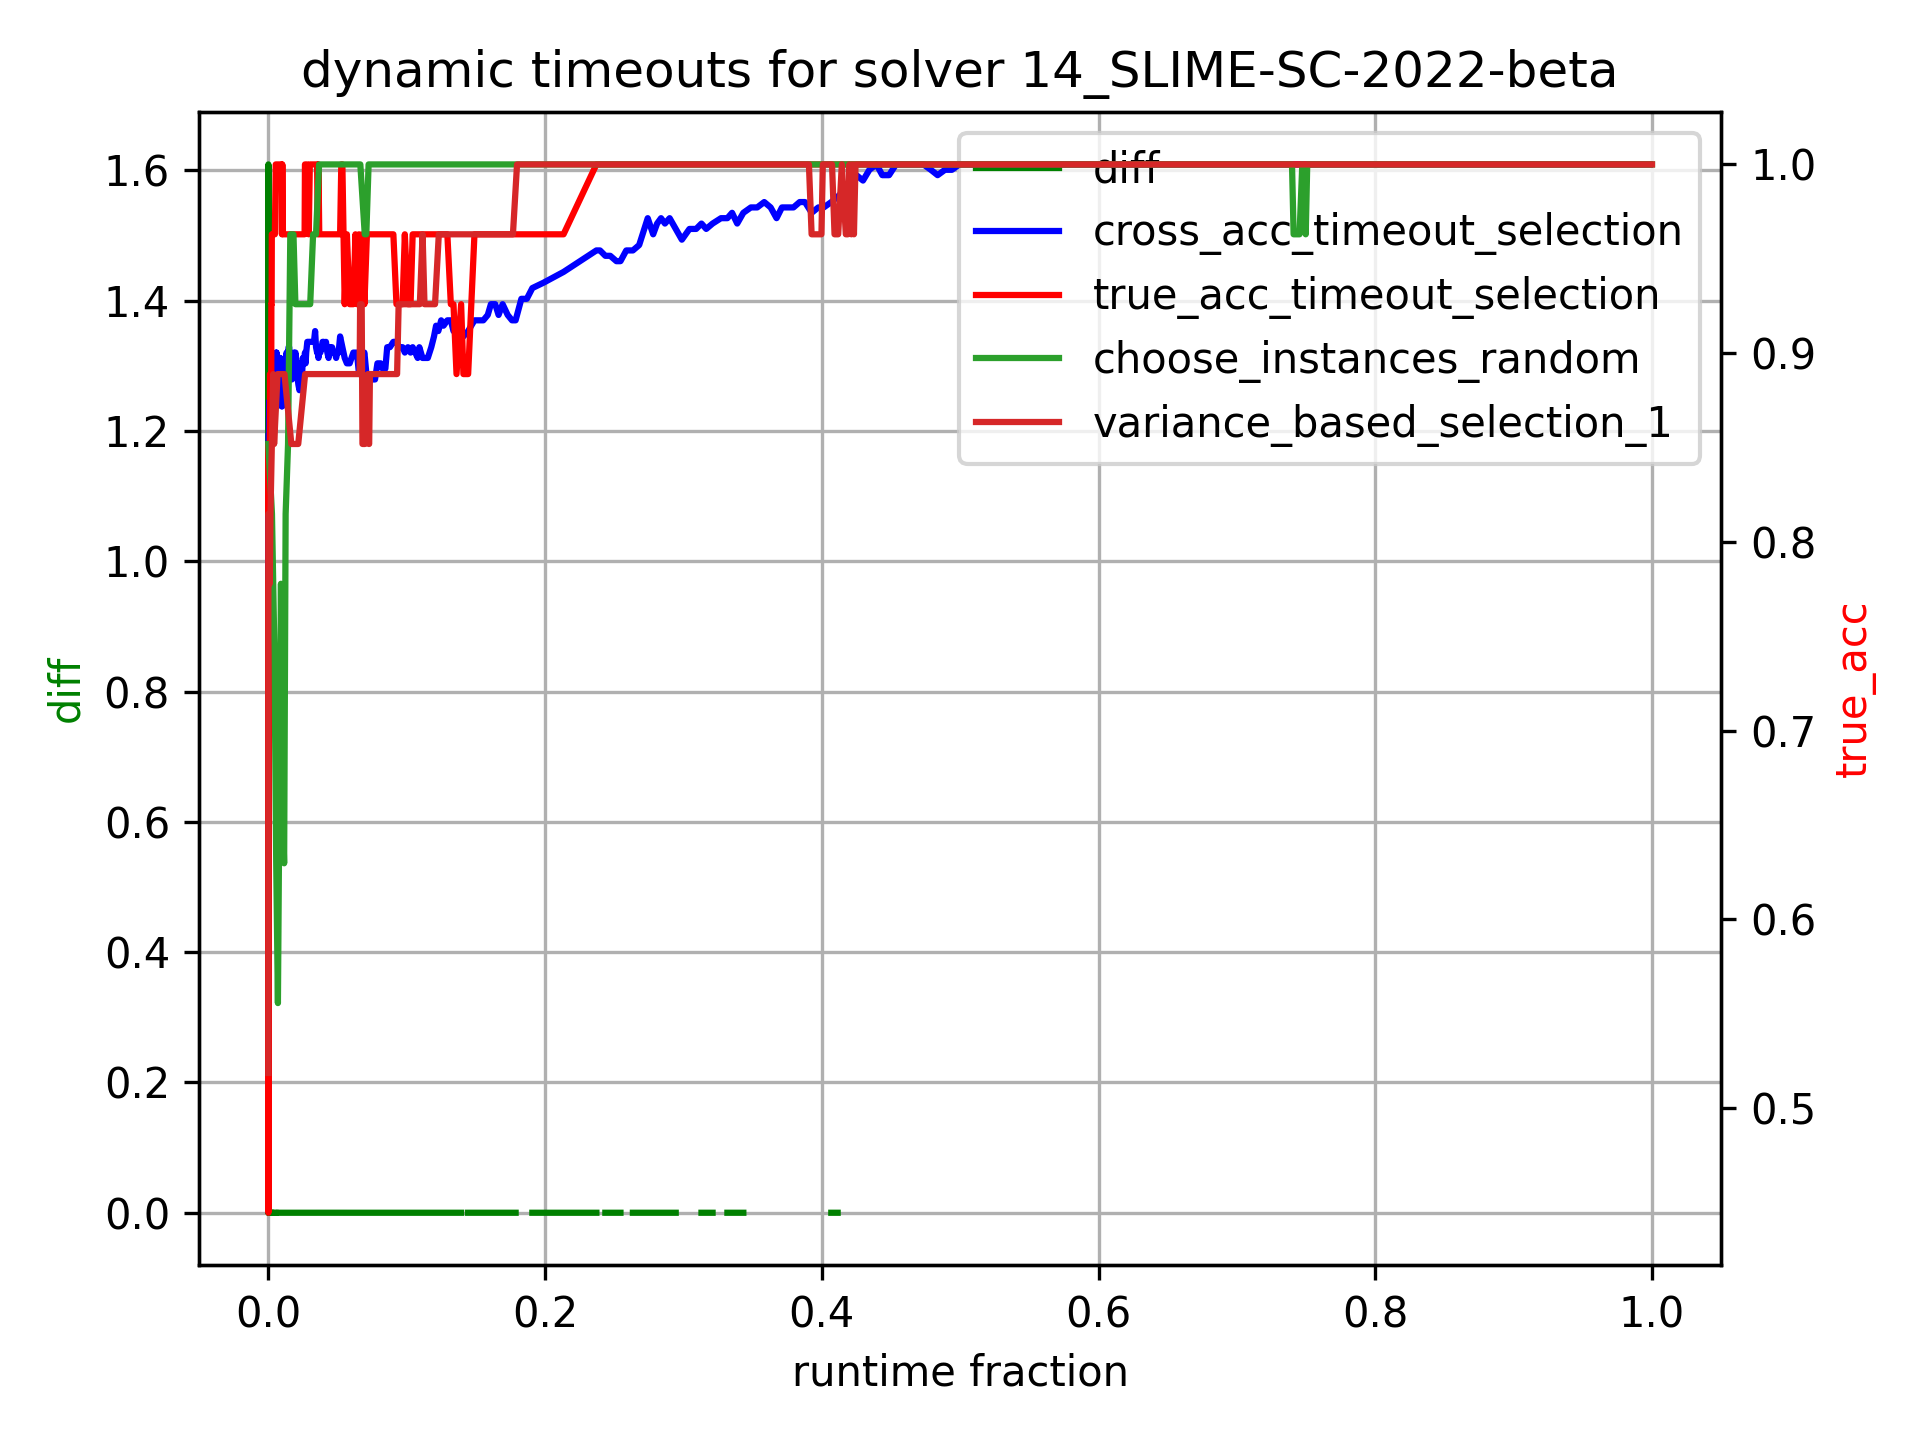 dynamic timeouts for solver 14_SLIME-SC-2022-beta
diff
cross_acc_timeout_selection
true_acc_timeout_selection
choose_instances_random
variance_based_selection_1
1.6
1.4
1.2
1.0
0.8
0.6
0.4
0.2
0.0
diff
1.0
0.9
0.8
0.7
0.6
0.5
true_acc
0.0 0.2 0.4 0.6 0.8 1.0
runtime fraction